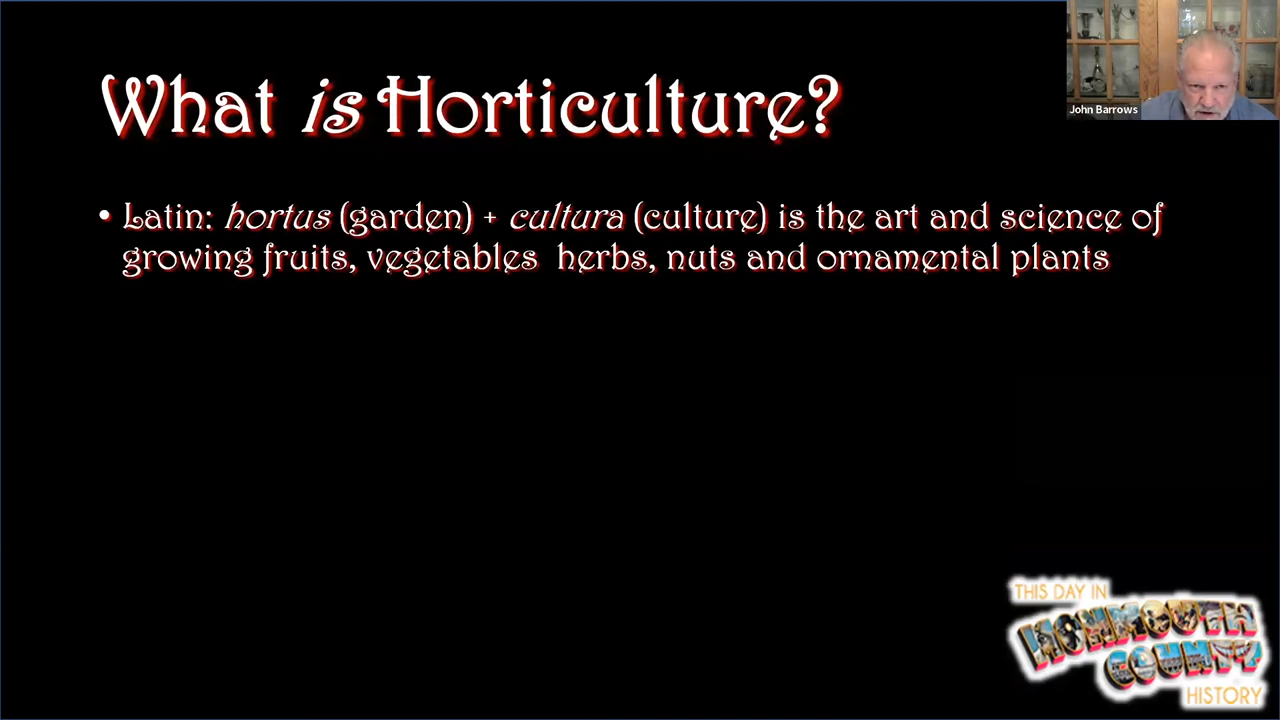 What is Horticulture?
John Barrows
• Latin: hortus (garden) + cultura (culture) is the art and science of
growing fruits, vegetables  herbs, nuts and ornamental plants
THIS DAY IN
MONMOUTH
COUNTY
HISTORY